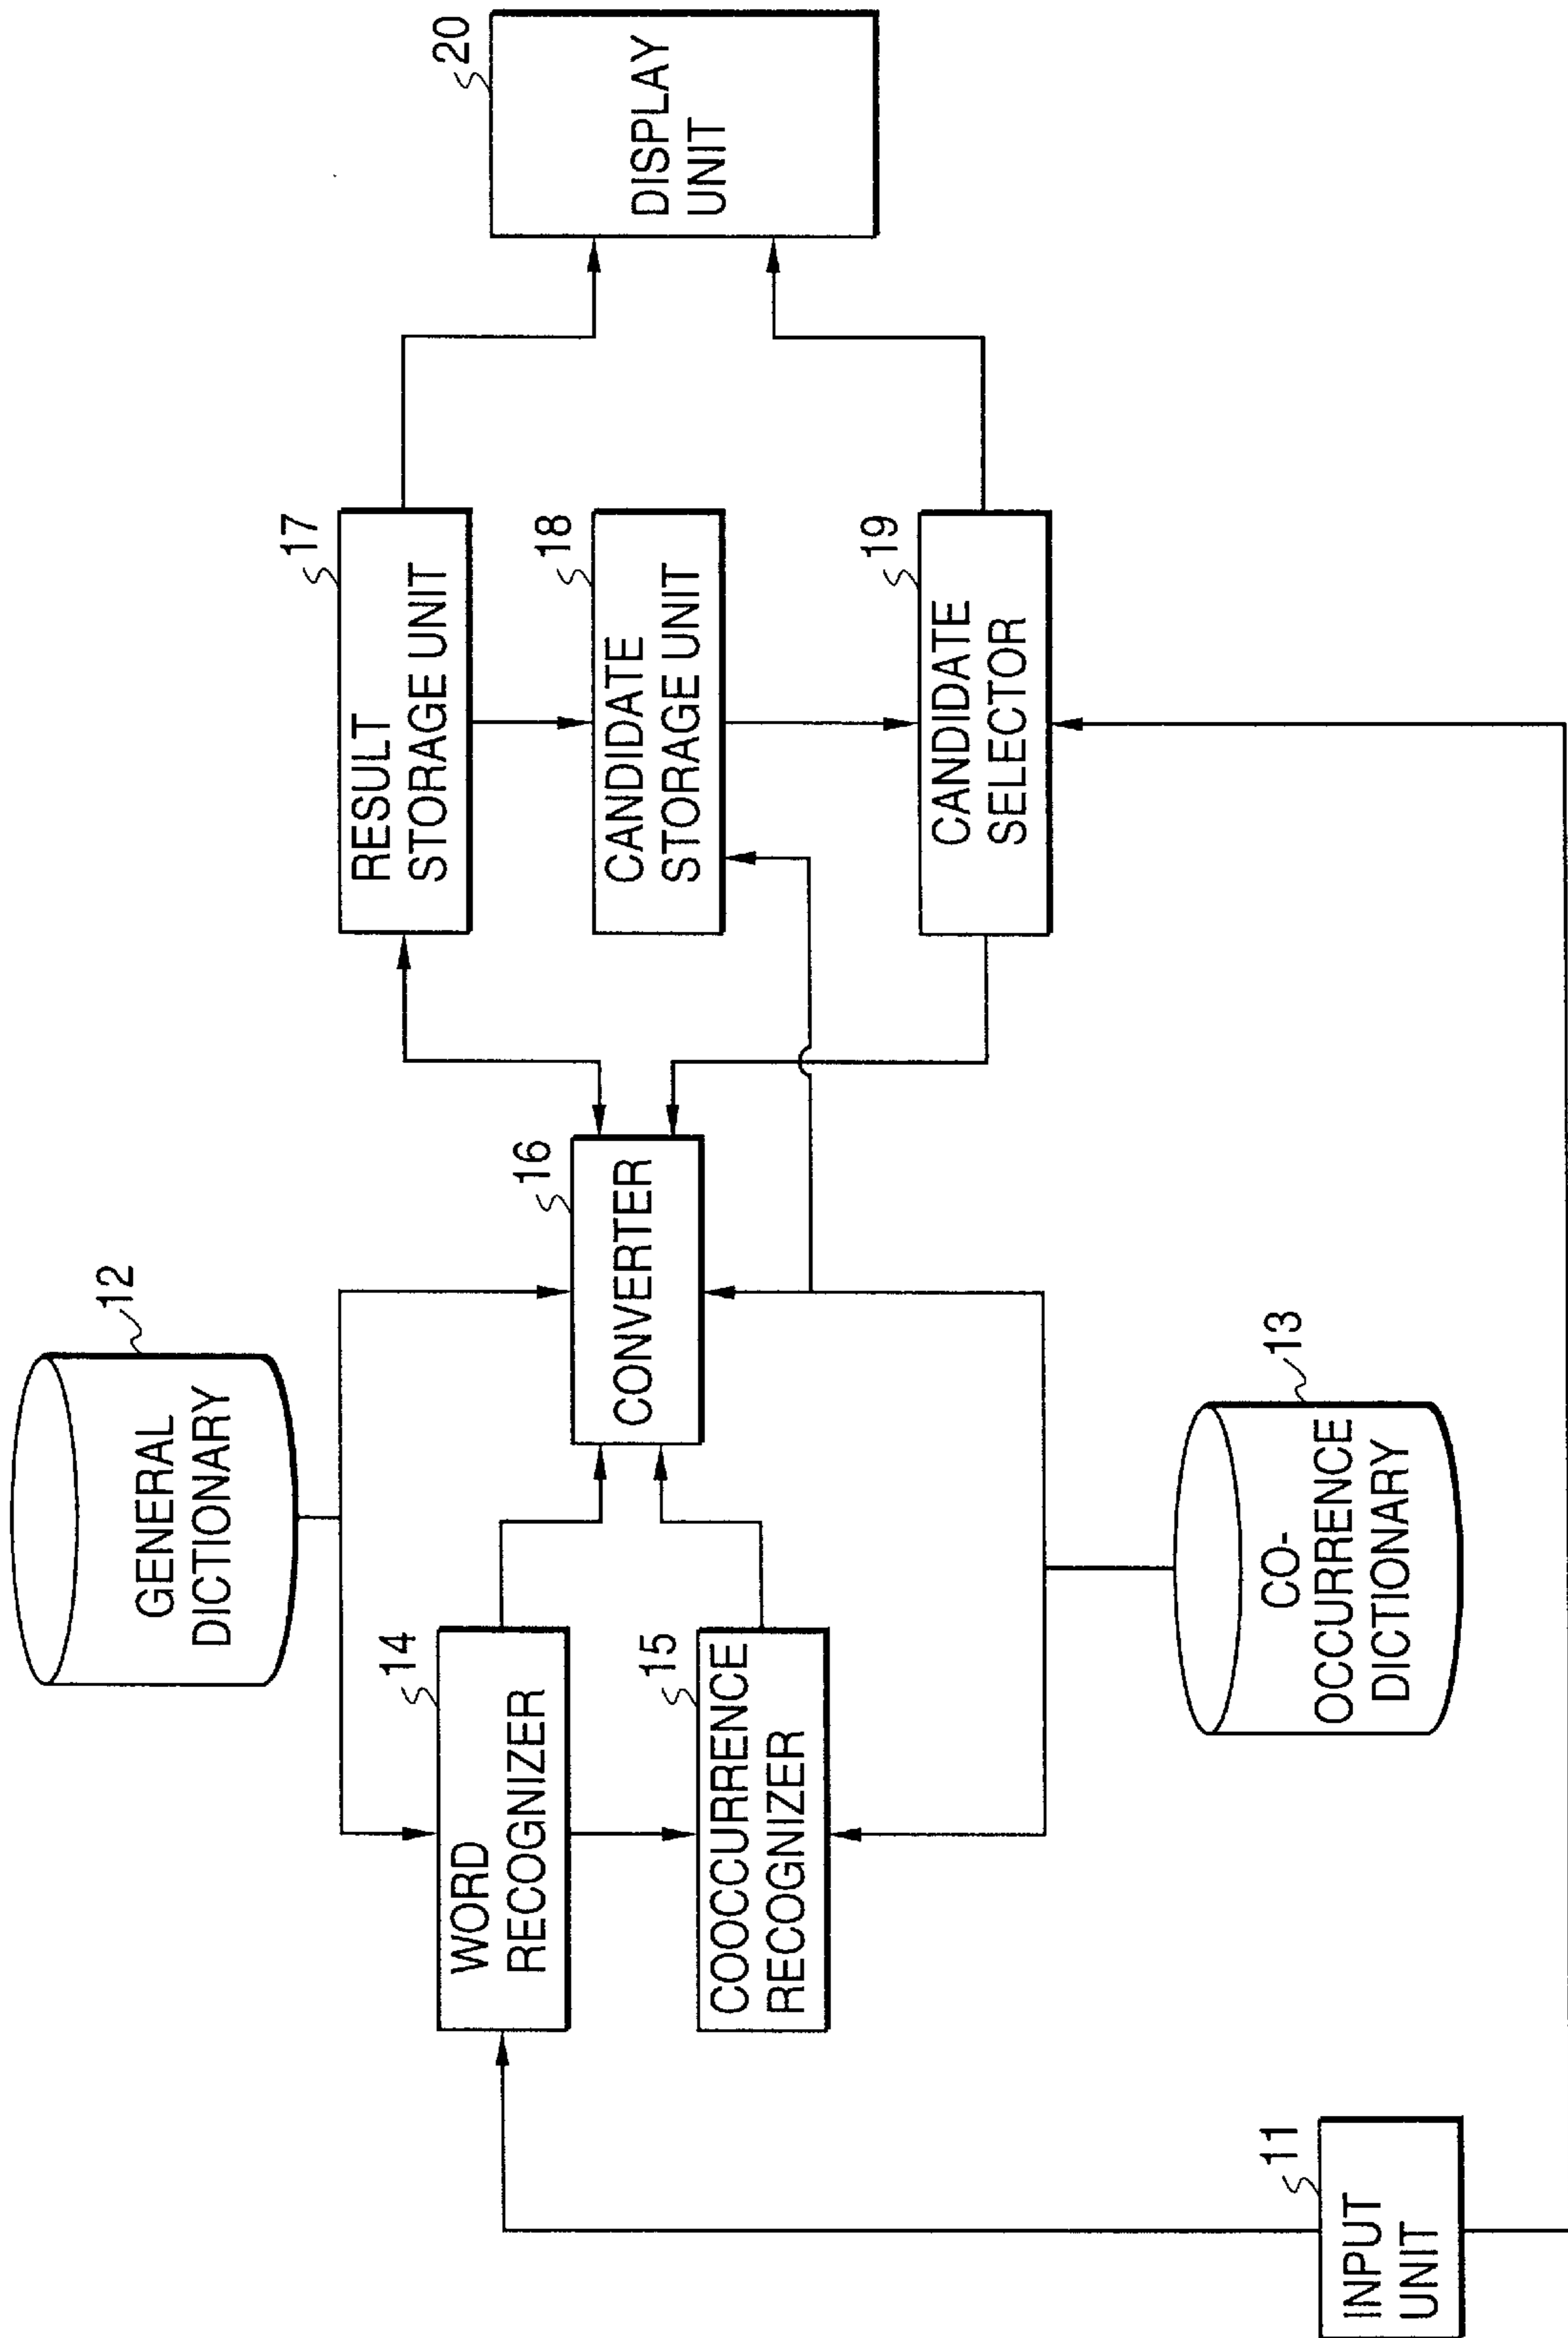 12
GENERAL
DICTIONARY
14
WORD
RECOGNIZER
15
COOCCURRENCE
RECOGNIZER
16
CONVERTER
17
RESULT
STORAGE UNIT
18
CANDIDATE
STORAGE UNIT
19
CANDIDATE
SELECTOR
20
DISPLAY
UNIT
11
INPUT
UNIT
13
CO-
OCCURRENCE
DICTIONARY